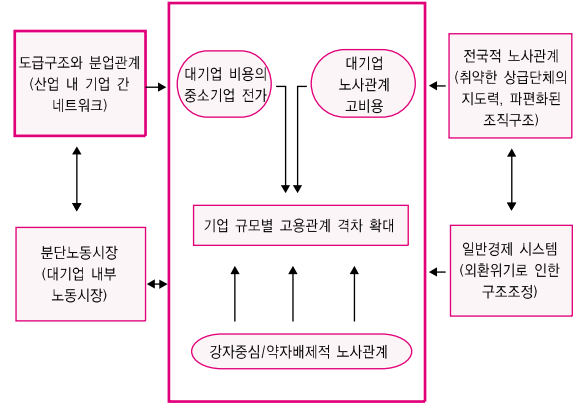 도급구조와 분업관계
(산업 내 기업 간
네트워크)
대기업 비용의
중소기업 전가
대기업
노사관계
고비용
전국적 노사관계
(취약한 상급단체의
지도력, 파편화된
조직구조)
기업 규모별 고용관계 격차 확대
분단노동시장
(대기업 내부
노동시장)
일반경제 시스템
(외환위기로 인한
구조조정)
강자중심/약자배제적 노사관계